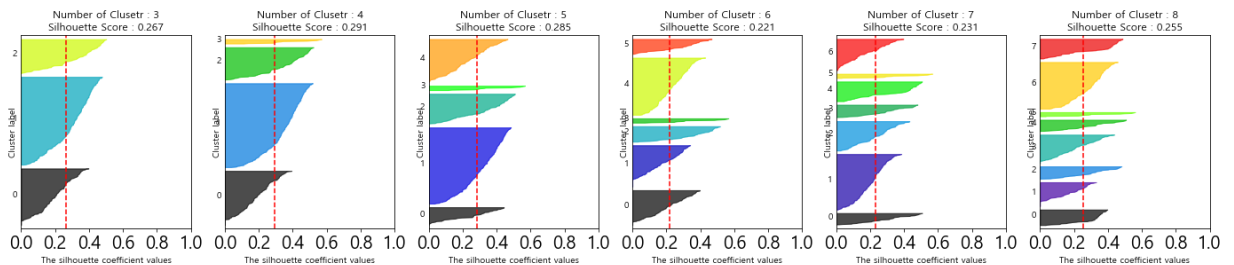 Number of Clusetr : 3
Silhouette Score : 0.267
Cluster label
2
1
0
0.0 0.2 0.4 0.6 0.8 1.0
The silhouette coefficient values
Number of Clusetr : 4
Silhouette Score : 0.291
Cluster label
3
2
1
0
0.0 0.2 0.4 0.6 0.8 1.0
The silhouette coefficient values
Number of Clusetr : 5
Silhouette Score : 0.285
Cluster label
4
3
2
1
0
0.0 0.2 0.4 0.6 0.8 1.0
The silhouette coefficient values
Number of Clusetr : 6
Silhouette Score : 0.221
Cluster label
5
4
1
0
0.0 0.2 0.4 0.6 0.8 1.0
The silhouette coefficient values
Number of Clusetr : 7
Silhouette Score : 0.231
Cluster label
6
5
4
3
1
0
0.0 0.2 0.4 0.6 0.8 1.0
The silhouette coefficient values
Number of Clusetr : 8
Silhouette Score : 0.255
Cluster label
7
6
2
1
0
0.0 0.2 0.4 0.6 0.8 1.0
The silhouette coefficient values